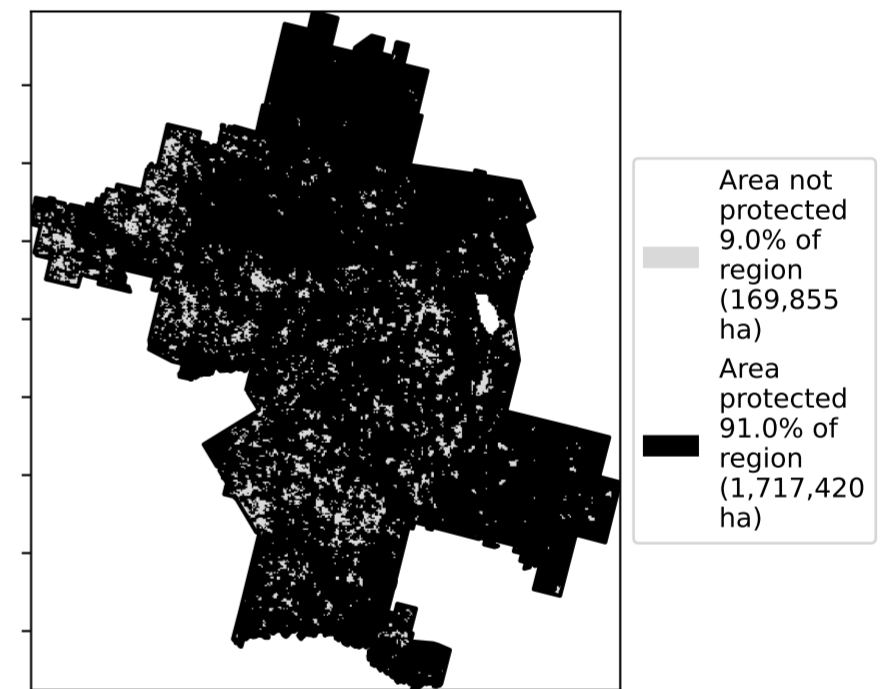 Area not
protected
9.0% of
region
(169,855
ha)
Area
protected
91.0% of
region
(1,717,420
ha)